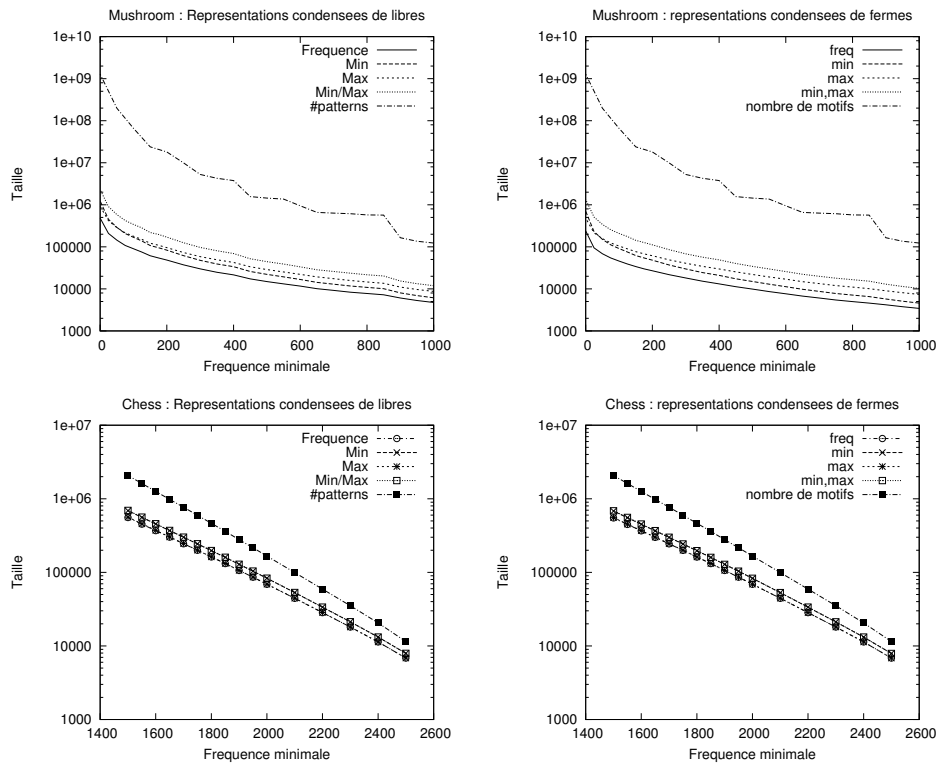 Mushroom : Representations condensees de libres
1e+10
1e+09
1e+08
1e+07
1e+06
100000
10000
1000
Taille
0 200 400 600 800 1000
Frequence minimale
Frequence
Min
Max
Min/Max
#patterns
Mushroom : representations condensees de fermes
1e+10
1e+09
1e+08
1e+07
1e+06
100000
10000
1000
Taille
0 200 400 600 800 1000
Frequence minimale
freq
min
max
min,max
nombre de motifs
Chess : Representations condensees de libres
1e+07
1e+06
100000
10000
1000
Taille
1400 1600 1800 2000 2200 2400 2600
Frequence minimale
Frequence
Min
Max
Min/Max
#patterns
Chess : representations condensees de fermes
1e+07
1e+06
100000
10000
1000
Taille
1400 1600 1800 2000 2200 2400 2600
Frequence minimale
freq
min
max
min,max
nombre de motifs